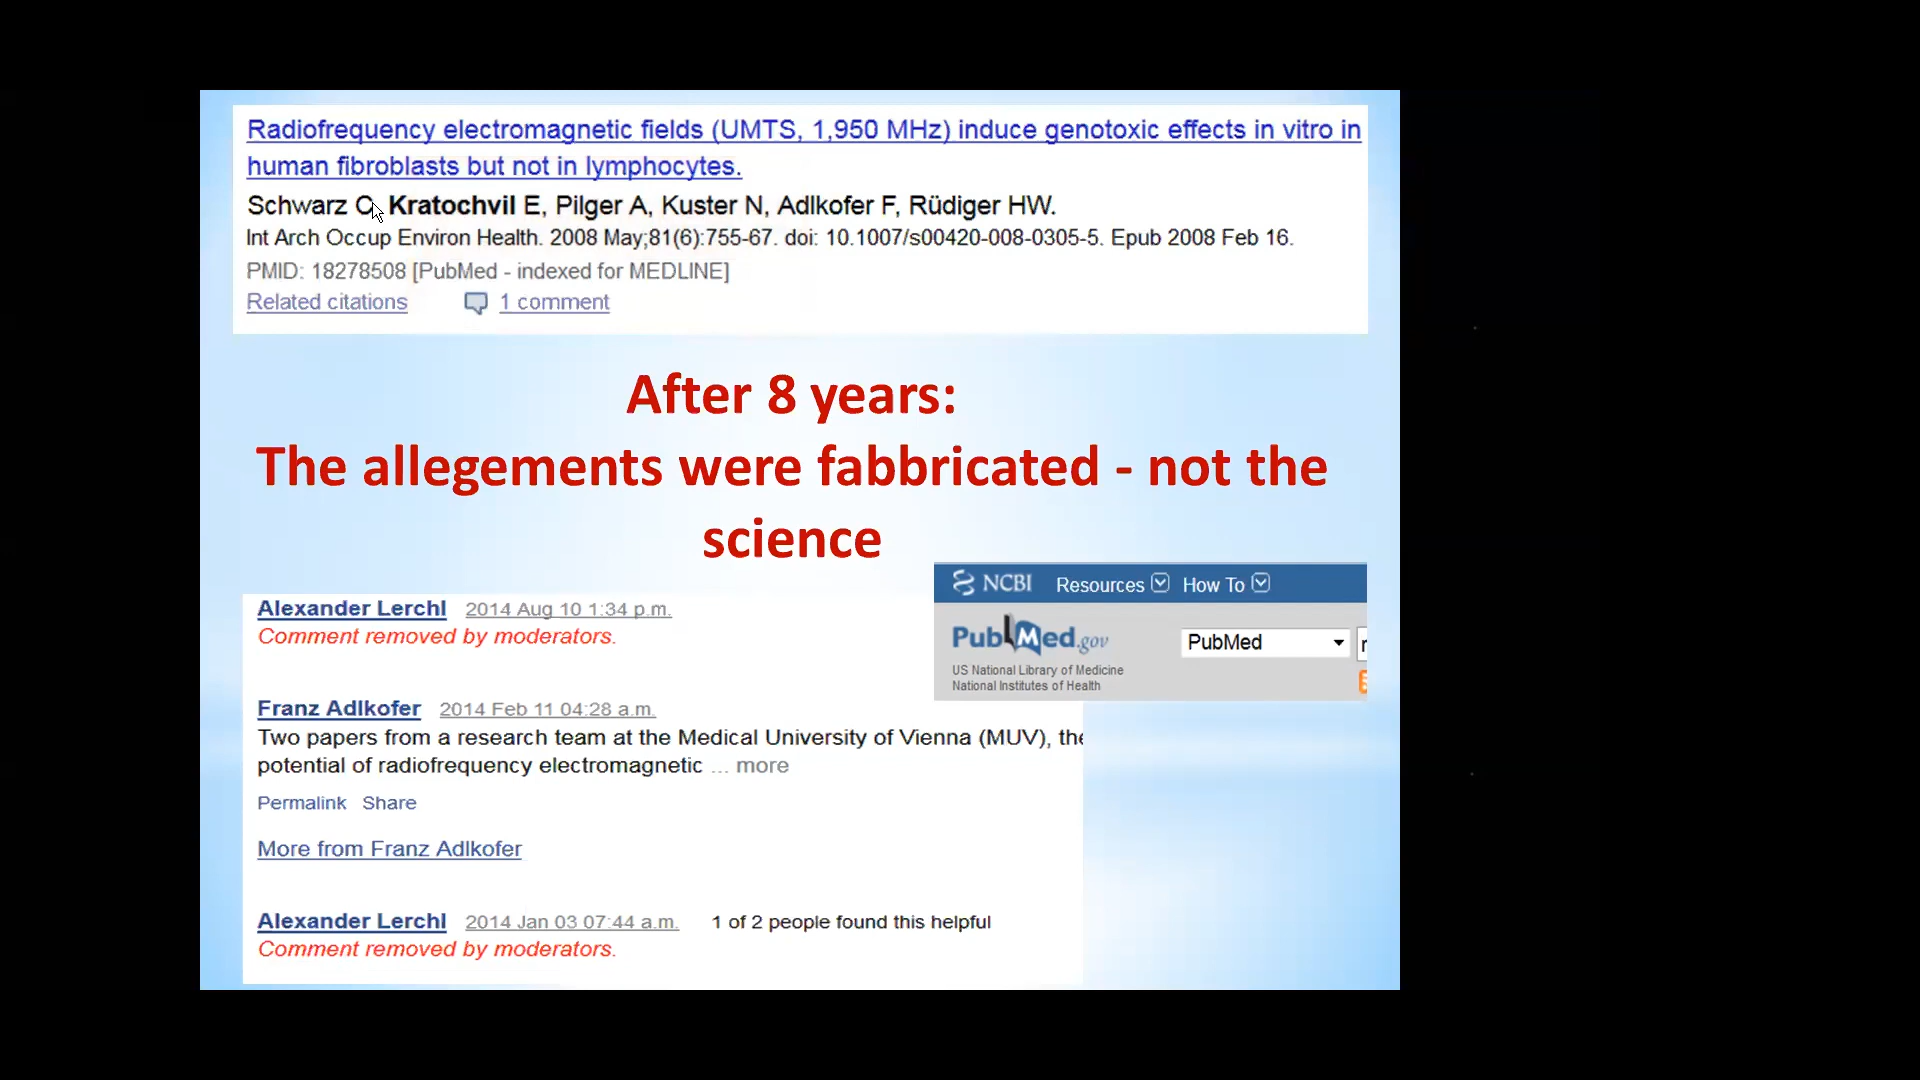 Radiofrequency electromagnetic fields (UMTS, 1,950 MHz) induce genotoxic effects in vitro in
human fibroblasts but not in lymphocytes.
Schwarz C, Kratochvil E, Pilger A, Kuster N, Adlkofer F, Rüdiger HW.
Int Arch Occup Environ Health. 2008 May;81(6):755-67. doi: 10.1007/s00420-008-0305-5. Epub 2008 Feb 16.
PMID: 18278508 [PubMed - indexed for MEDLINE]
Related citations 1 comment
After 8 years:
The allegements were fabbricated - not the
science
NCBI Resources How To
PubMed.gov PubMed
US National Library of Medicine
National Institutes of Health
Alexander Lerchl 2014 Aug 10 1:34 p.m.
Comment removed by moderators.
Franz Adlkofer 2014 Feb 11 04:28 a.m.
Two papers from a research team at the Medical University of Vienna (MUV), the
potential of radiofrequency electromagnetic ... more
Permalink Share
More from Franz Adlkofer
Alexander Lerchl 2014 Jan 03 07:44 a.m. 1 of 2 people found this helpful
Comment removed by moderators.